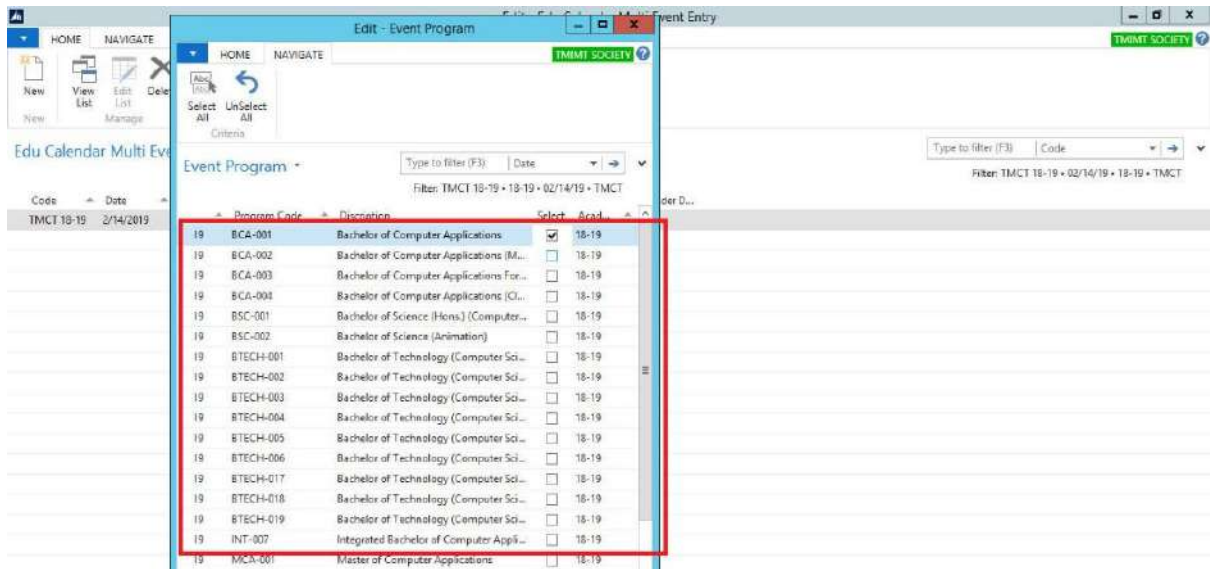 Edit - Edu Calendar Multi Event Entry
HOME NAVIGATE
TMIMT SOCIETY
New
View List
Edit List
Dele
New
Manage
Edu Calendar Multi Eve
Type to filter (F3) Code
Filter: TMCT 18-19 • 02/14/19 • 18-19 • TMCT
Code Date
der D...
TMCT 18-19 2/14/2019
Edit - Event Program
HOME NAVIGATE
TMIMT SOCIETY
Select All
UnSelect All
Criteria
Event Program
Type to filter (F3) Date
Filter: TMCT 18-19 • 18-19 • 02/14/19 • TMCT
Program Code Discription Select Acad...
19 BCA-001 Bachelor of Computer Applications 18-19
19 BCA-002 Bachelor of Computer Applications (M... 18-19
19 BCA-003 Bachelor of Computer Applications For... 18-19
19 BCA-004 Bachelor of Computer Applications (Cl... 18-19
19 BSC-001 Bachelor of Science (Hons.) (Computer... 18-19
19 BSC-002 Bachelor of Science (Animation) 18-19
19 BTECH-001 Bachelor of Technology (Computer Sci... 18-19
19 BTECH-002 Bachelor of Technology (Computer Sci... 18-19
19 BTECH-003 Bachelor of Technology (Computer Sci... 18-19
19 BTECH-004 Bachelor of Technology (Computer Sci... 18-19
19 BTECH-005 Bachelor of Technology (Computer Sci... 18-19
19 BTECH-006 Bachelor of Technology (Computer Sci... 18-19
19 BTECH-017 Bachelor of Technology (Computer Sci... 18-19
19 BTECH-018 Bachelor of Technology (Computer Sci... 18-19
19 BTECH-019 Bachelor of Technology (Computer Sci... 18-19
19 INT-007 Integrated Bachelor of Computer Appli... 18-19
19 MCA-001 Master of Computer Applications 18-19